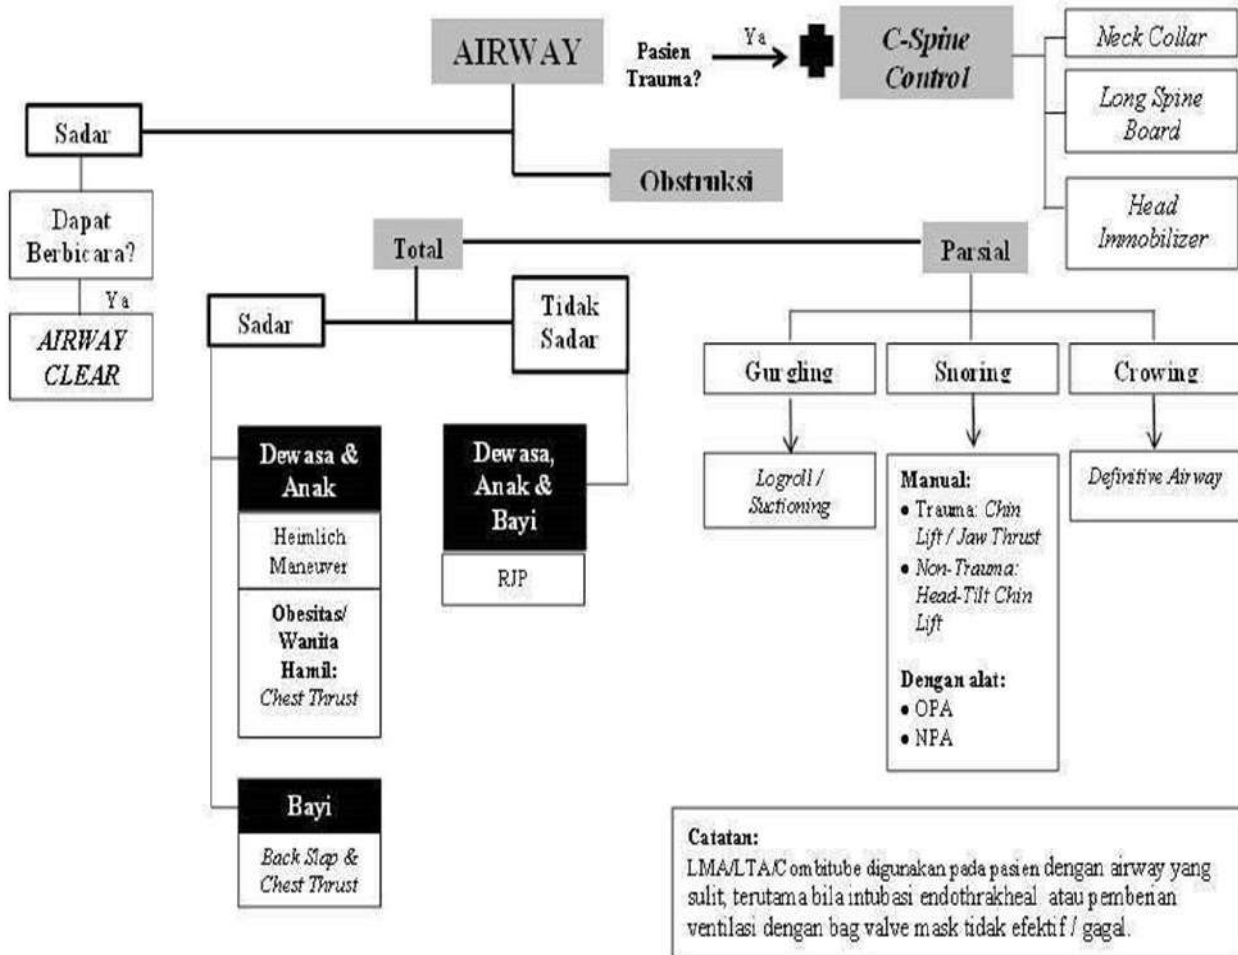 AIRWAY
Pasien
Trauma?
Ya
C-Spine
Control
Neck Collar
Long Spine
Board
Head
Immobilizer
Sadar
Dapat
Berbicara?
Ya
AIRWAY
CLEAR
Obstruksi
Total
Parsial
Sadar
Tidak
Sadar
Dewasa &
Anak
Heimlich
Maneuver
Obesitas/
Wanita
Hamil:
Chest Thrust
Bayi
Back Slap &
Chest Thrust
Dewasa,
Anak &
Bayi
RJP
Gurgling
Logroll /
Suctioning
Snoring
Manual:
● Trauma: Chin
Lift / Jaw Thrust
● Non-Trauma:
Head-Tilt Chin
Lift
Dengan alat:
● OPA
● NPA
Crowing
Definitive Airway
Catatan:
LMA/LTA/Combitube digunakan pada pasien dengan airway yang
sulit, terutama bila intubasi endothrakheal atau pemberian
ventilasi dengan bag valve mask tidak efektif / gagal.